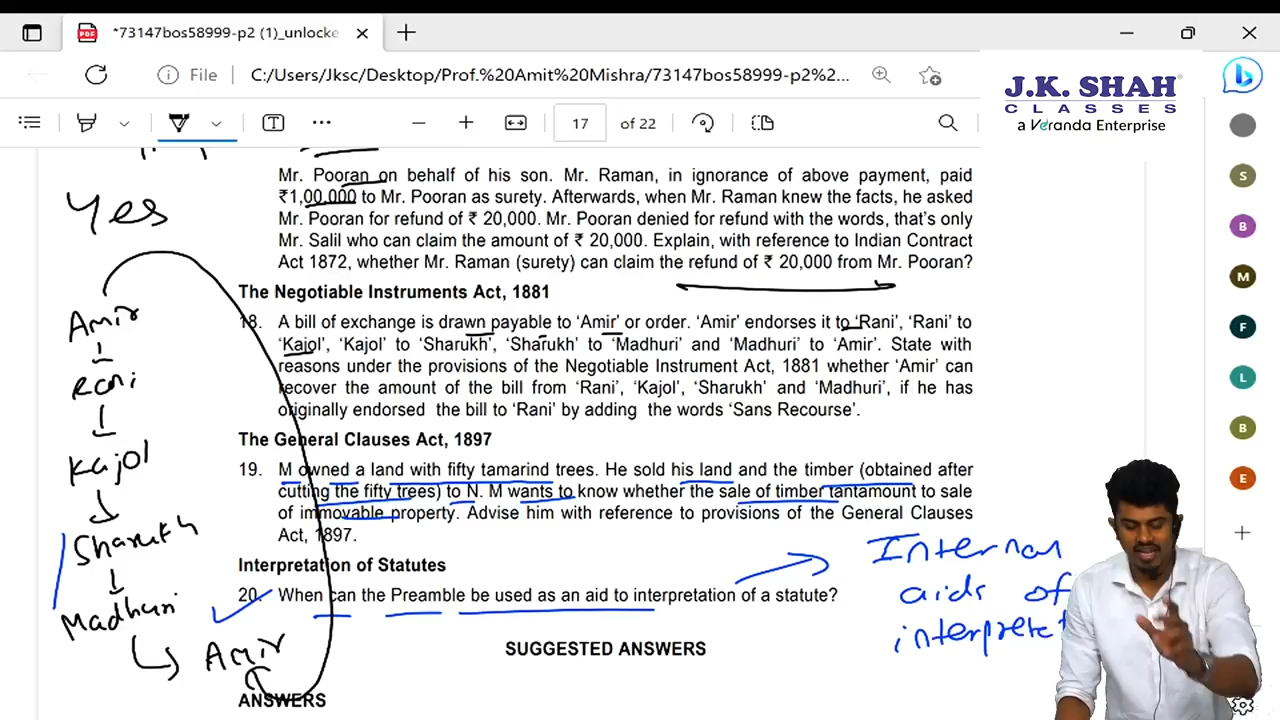 *73147bos58999-p2 (1)_unlocke
File
C:/Users/Jksc/Desktop/Prof.%20Amit%20Mishra/73147bos58999-p2%2...
J.K. SHAH
CLASSES
a Veranda Enterprise
17 of 22
Mr. Pooran on behalf of his son. Mr. Raman, in ignorance of above payment, paid
₹1,00,000 to Mr. Pooran as surety. Afterwards, when Mr. Raman knew the facts, he asked
Mr. Pooran for refund of ₹ 20,000. Mr. Pooran denied for refund with the words, that's only
Mr. Salil who can claim the amount of ₹ 20,000. Explain, with reference to Indian Contract
Act 1872, whether Mr. Raman (surety) can claim the refund of ₹ 20,000 from Mr. Pooran?
The Negotiable Instruments Act, 1881
18. A bill of exchange is drawn payable to 'Amir' or order. 'Amir' endorses it to 'Rani', 'Rani' to
'Kajol', 'Kajol' to 'Sharukh', 'Sharukh' to 'Madhuri' and 'Madhuri' to 'Amir'. State with
reasons under the provisions of the Negotiable Instrument Act, 1881 whether 'Amir' can
recover the amount of the bill from 'Rani', 'Kajol', 'Sharukh' and 'Madhuri', if he has
originally endorsed the bill to 'Rani' by adding the words 'Sans Recourse'.
The General Clauses Act, 1897
19. M owned a land with fifty tamarind trees. He sold his land and the timber (obtained after
cutting the fifty trees) to N. M wants to know whether the sale of timber tantamount to sale
of immovable property. Advise him with reference to provisions of the General Clauses
Act, 1897.
Interpretation of Statutes
20. When can the Preamble be used as an aid to interpretation of a statute?
SUGGESTED ANSWERS
ANSWERS
Yes
Amir
Rani
Kajol
Sharukh
Madhuri
Amir
Internal
aids of
interpretat
S
B
M
F
L
B
E